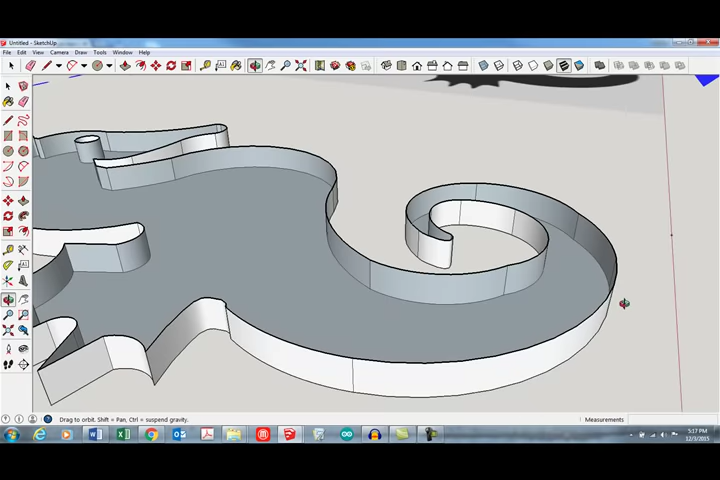 Untitled - SketchUp
File Edit View Camera Draw Tools Window Help
Drag to orbit. Shift = Pan, Ctrl = suspend gravity.
Measurements
5:17 PM
12/3/2015